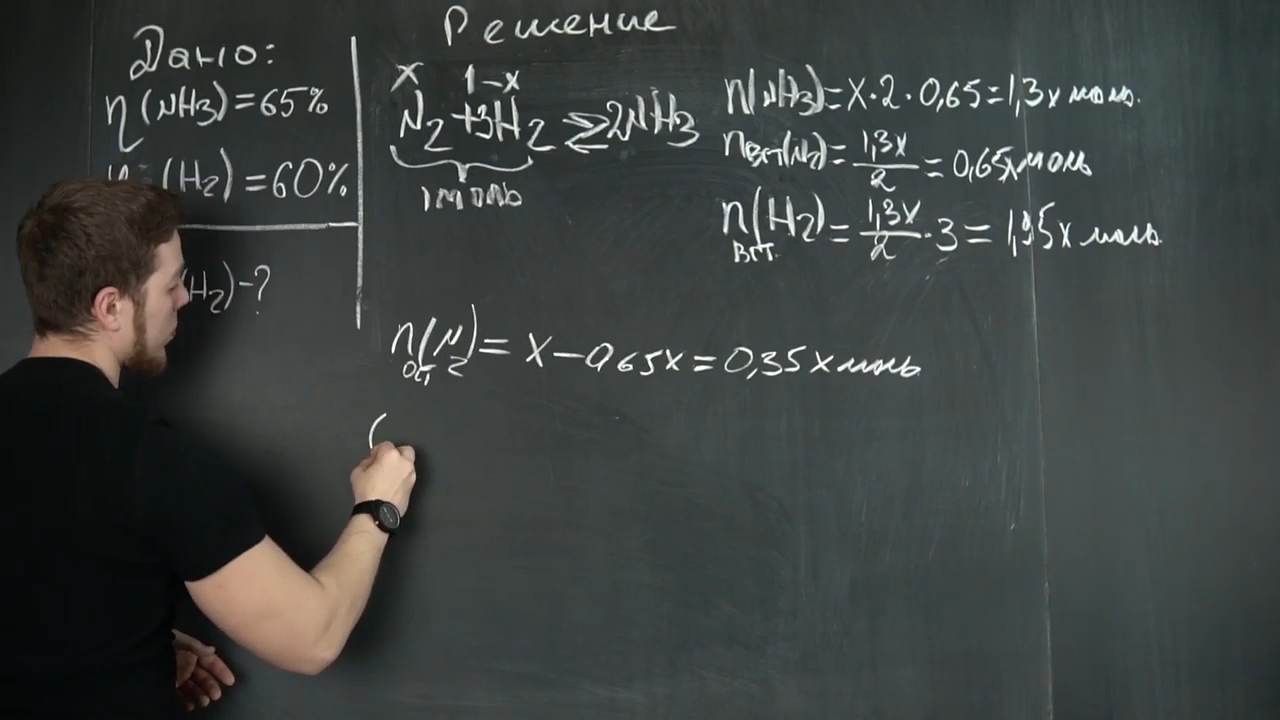 Дано:
η(NH3)=65%
(H2)=60%
(H2)-?
Решение
x 1-x
N2+3H2⇄2NH3
1 моль
n(NH3)=x·2·0,65=1,3x моль.
nвст(N2)=1,3x/2=0,65x моль
n вст.(H2)=1,3x/2·3=1,95x моль.
n ост.(N2)=x-0,65x=0,35x моль.